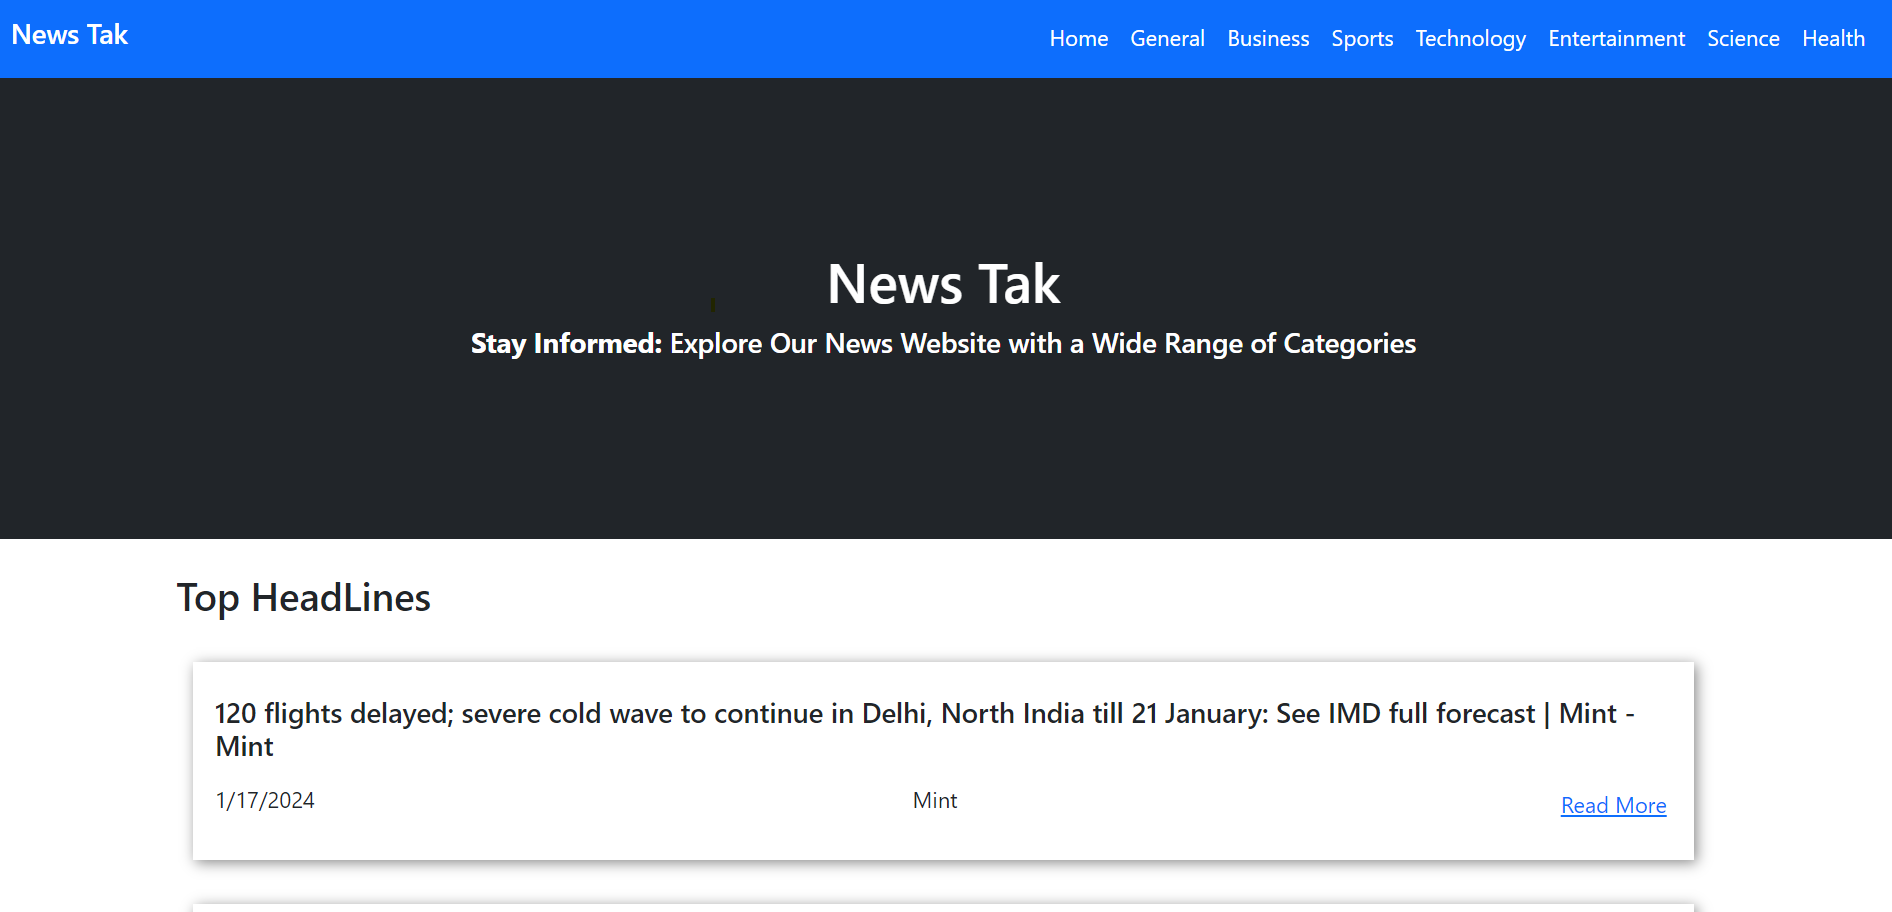 News Tak
Home General Business Sports Technology Entertainment Science Health
News Tak
Stay Informed: Explore Our News Website with a Wide Range of Categories
Top HeadLines
120 flights delayed; severe cold wave to continue in Delhi, North India till 21 January: See IMD full forecast | Mint -
Mint
1/17/2024 Mint Read More